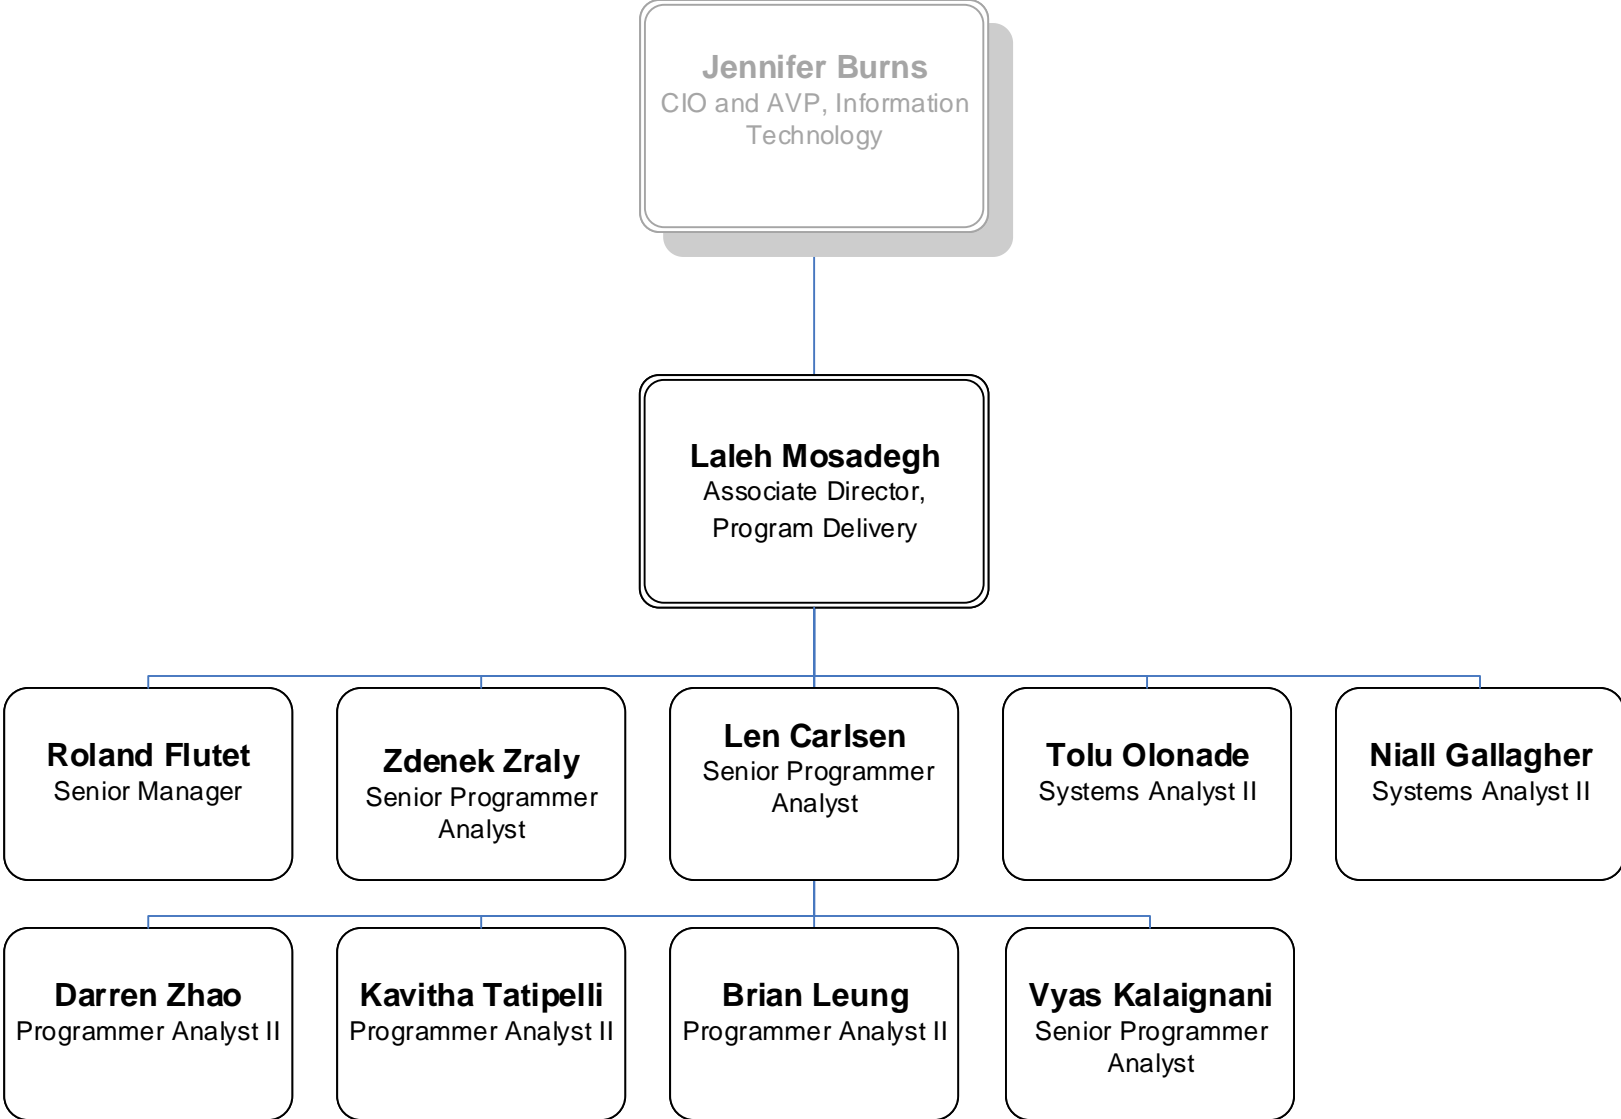 Jennifer Burns
CIO and AVP, Information
Technology
Laleh Mosadegh
Associate Director,
Program Delivery
Roland Flutet
Senior Manager
Zdenek Zraly
Senior Programmer
Analyst
Len Carlsen
Senior Programmer
Analyst
Tolu Olonade
Systems Analyst II
Niall Gallagher
Systems Analyst II
Darren Zhao
Programmer Analyst II
Kavitha Tatipelli
Programmer Analyst II
Brian Leung
Programmer Analyst II
Vyas Kalaignani
Senior Programmer
Analyst